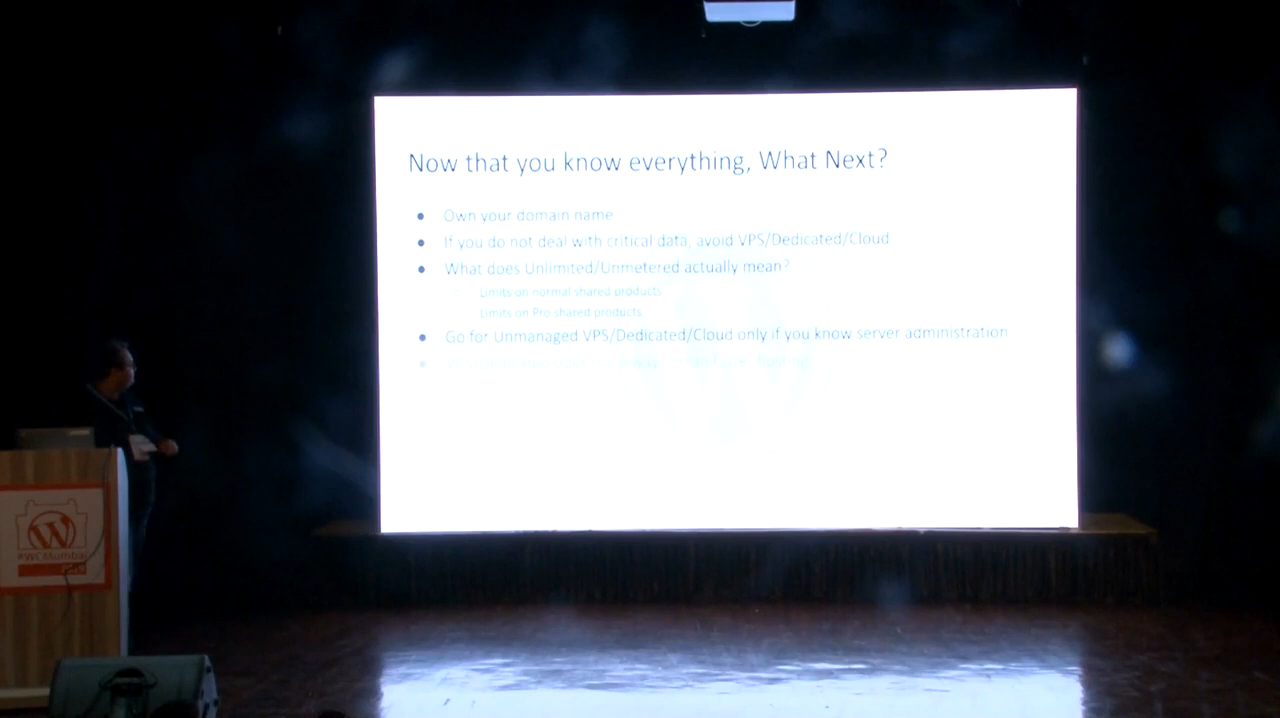 Now that you know everything, What Next?
Own your domain name
If you do not deal with critical data, avoid VPS/Dedicated/Cloud
What does Unlimited/Unmetered actually mean?
Limits on normal shared products
Limits on Pro shared products
Go for Unmanaged VPS/Dedicated/Cloud only if you know server administration
#WCMumbai